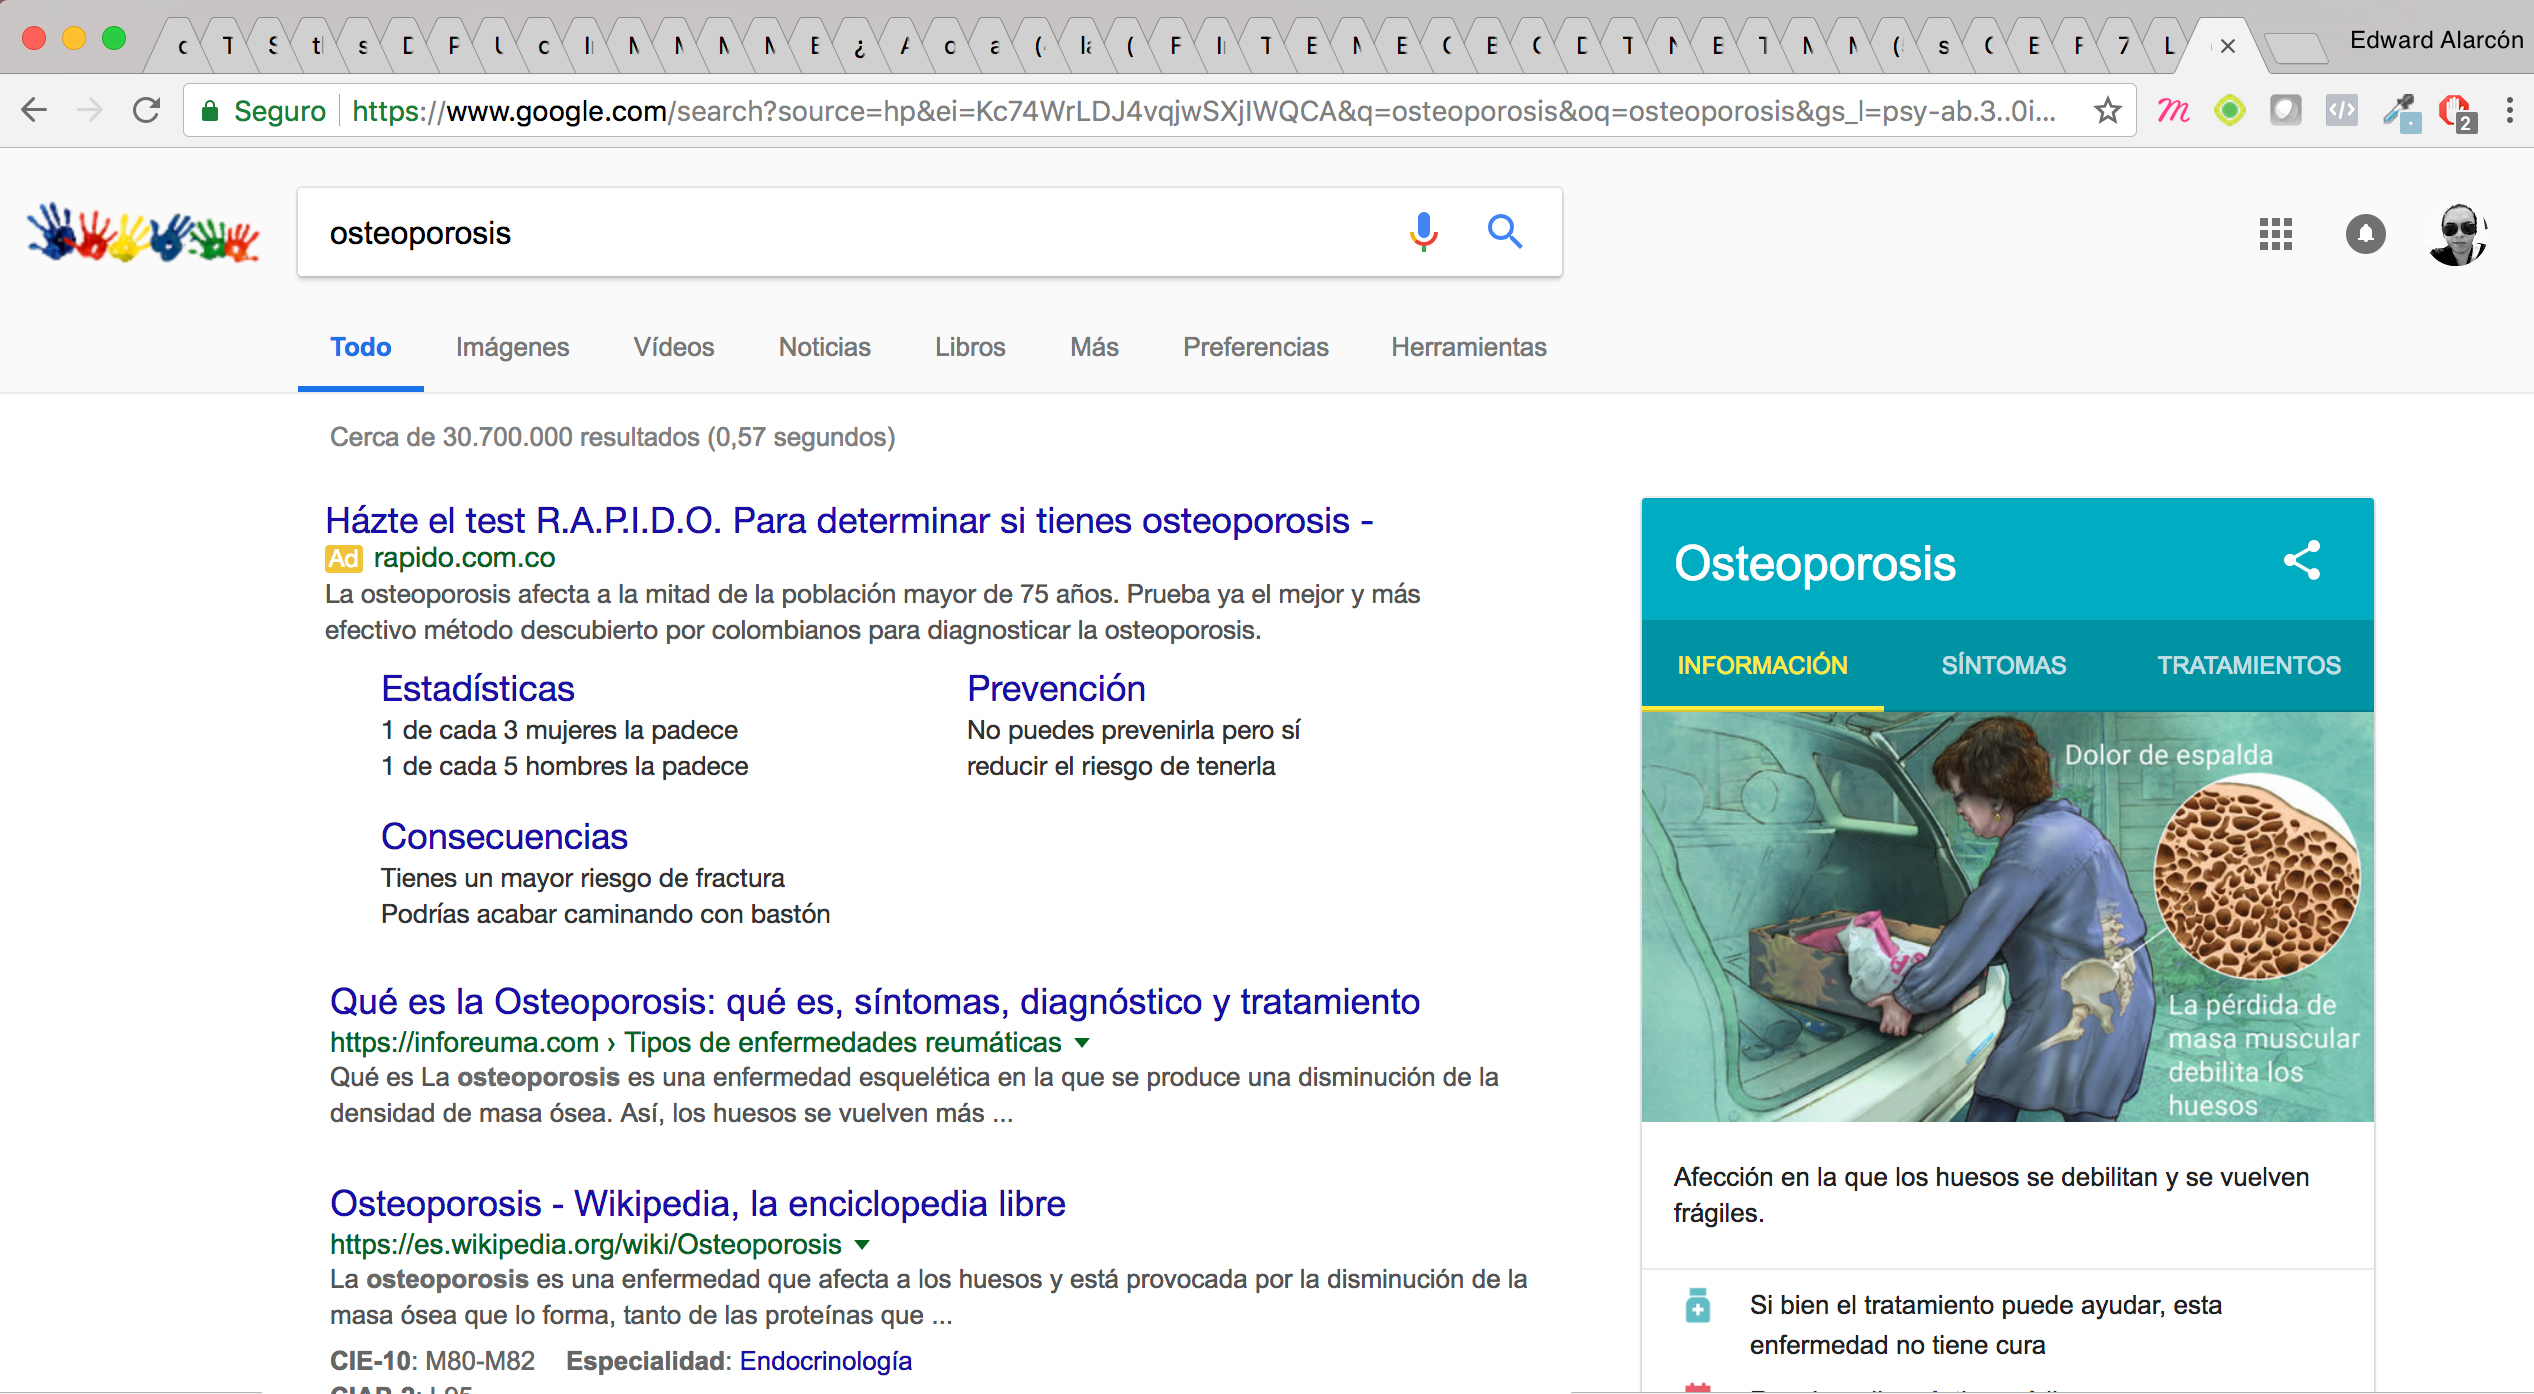 Edward Alarcón
Seguro https://www.google.com/search?source=hp&ei=Kc74WrLDJ4vqjwSXjIWQCA&q=osteoporosis&oq=osteoporosis&gs_l=psy-ab.3..0i...
2
osteoporosis
Todo Imágenes Vídeos Noticias Libros Más Preferencias Herramientas
Cerca de 30.700.000 resultados (0,57 segundos)
Házte el test R.A.P.I.D.O. Para determinar si tienes osteoporosis -
Ad rapido.com.co
La osteoporosis afecta a la mitad de la población mayor de 75 años. Prueba ya el mejor y más
efectivo método descubierto por colombianos para diagnosticar la osteoporosis.
Estadísticas
1 de cada 3 mujeres la padece
1 de cada 5 hombres la padece
Prevención
No puedes prevenirla pero sí
reducir el riesgo de tenerla
Consecuencias
Tienes un mayor riesgo de fractura
Podrías acabar caminando con bastón
Qué es la Osteoporosis: qué es, síntomas, diagnóstico y tratamiento
https://inforeuma.com › Tipos de enfermedades reumáticas
Qué es La osteoporosis es una enfermedad esquelética en la que se produce una disminución de la
densidad de masa ósea. Así, los huesos se vuelven más ...
Osteoporosis - Wikipedia, la enciclopedia libre
https://es.wikipedia.org/wiki/Osteoporosis
La osteoporosis es una enfermedad que afecta a los huesos y está provocada por la disminución de la
masa ósea que lo forma, tanto de las proteínas que ...
CIE-10: M80-M82 Especialidad: Endocrinología
Osteoporosis
INFORMACIÓN SÍNTOMAS TRATAMIENTOS
Dolor de espalda
La pérdida de
masa muscular
debilita los
huesos
Afección en la que los huesos se debilitan y se vuelven
frágiles.
Si bien el tratamiento puede ayudar, esta
enfermedad no tiene cura